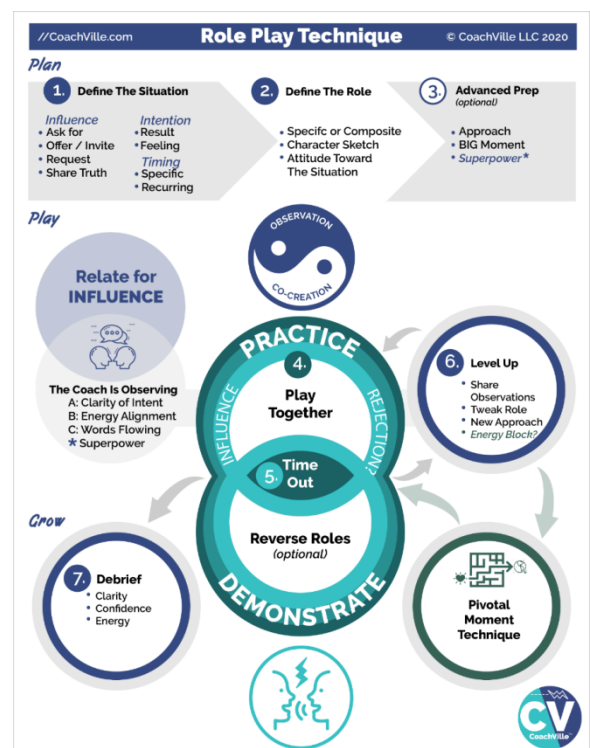 //CoachVille.com
Role Play Technique
© CoachVille LLC 2020
Plan
1. Define The Situation
Influence
• Ask for
• Offer / Invite
• Request
• Share Truth
Intention
• Result
• Feeling
Timing
• Specific
• Recurring
2. Define The Role
• Specifc or Composite
• Character Sketch
• Attitude Toward
The Situation
3. Advanced Prep
(optional)
• Approach
• BIG Moment
• Superpower*
Play
OBSERVATION
CO-CREATION
Relate for
INFLUENCE
The Coach Is Observing
A: Clarity of Intent
B: Energy Alignment
C: Words Flowing
* Superpower
PRACTICE
4.
Play
Together
INFLUENCE
REJECTION?
5. Time
Out
Reverse Roles
(optional)
DEMONSTRATE
6. Level Up
• Share
Observations
• Tweak Role
• New Approach
• Energy Block?
Pivotal
Moment
Technique
Grow
7. Debrief
• Clarity
• Confidence
• Energy
CV
CoachVille